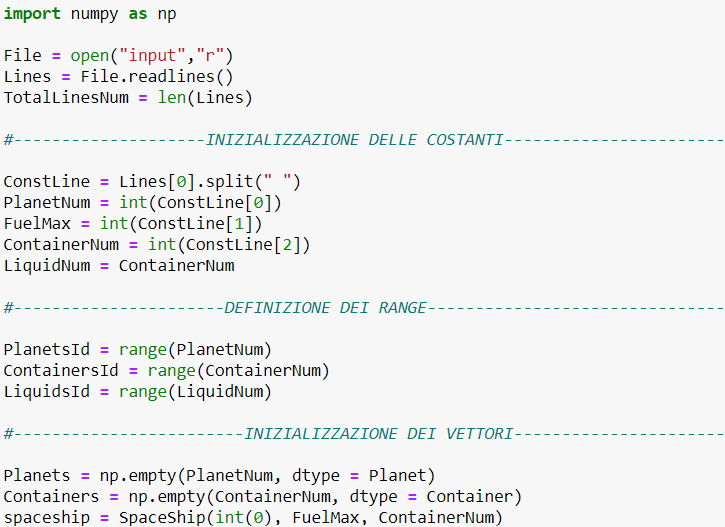 import numpy as np
File = open("input","r")
Lines = File.readlines()
TotalLinesNum = len(Lines)
#--------------------INIZIALIZZAZIONE DELLE COSTANTI-----------------------
ConstLine = Lines[0].split(" ")
PlanetNum = int(ConstLine[0])
FuelMax = int(ConstLine[1])
ContainerNum = int(ConstLine[2])
LiquidNum = ContainerNum
#----------------------DEFINIZIONE DEI RANGE-------------------------------
PlanetsId = range(PlanetNum)
ContainersId = range(ContainerNum)
LiquidsId = range(LiquidNum)
#------------------------INIZIALIZZAZIONE DEI VETTORI----------------------
Planets = np.empty(PlanetNum, dtype = Planet)
Containers = np.empty(ContainerNum, dtype = Container)
spaceship = SpaceShip(int(0), FuelMax, ContainerNum)